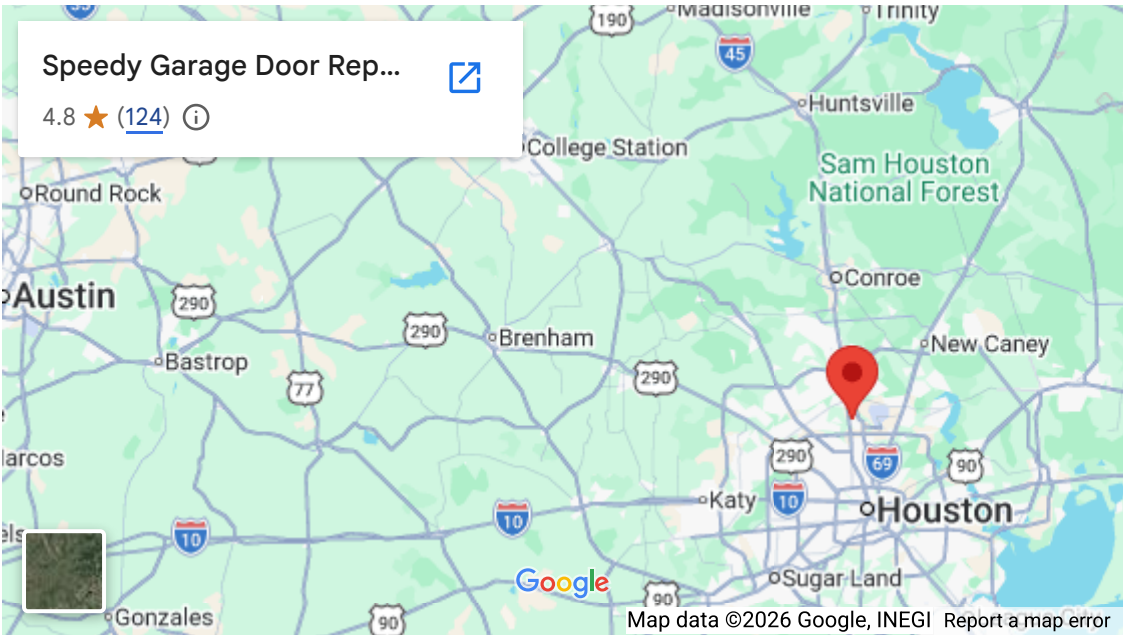 35
190
Madisonville
Trinity
45
Speedy Garage Door Rep...
4.8 ★ (124)
Huntsville
College Station
Sam Houston
National Forest
Round Rock
Conroe
Austin
290
290
Brenham
New Caney
Bastrop
290
77
arcos
290
69
90
Katy
10
Houston
10
10
Sugar Land
Google
90
Gonzales
90
Map data ©2026 Google, INEGI Report a map error